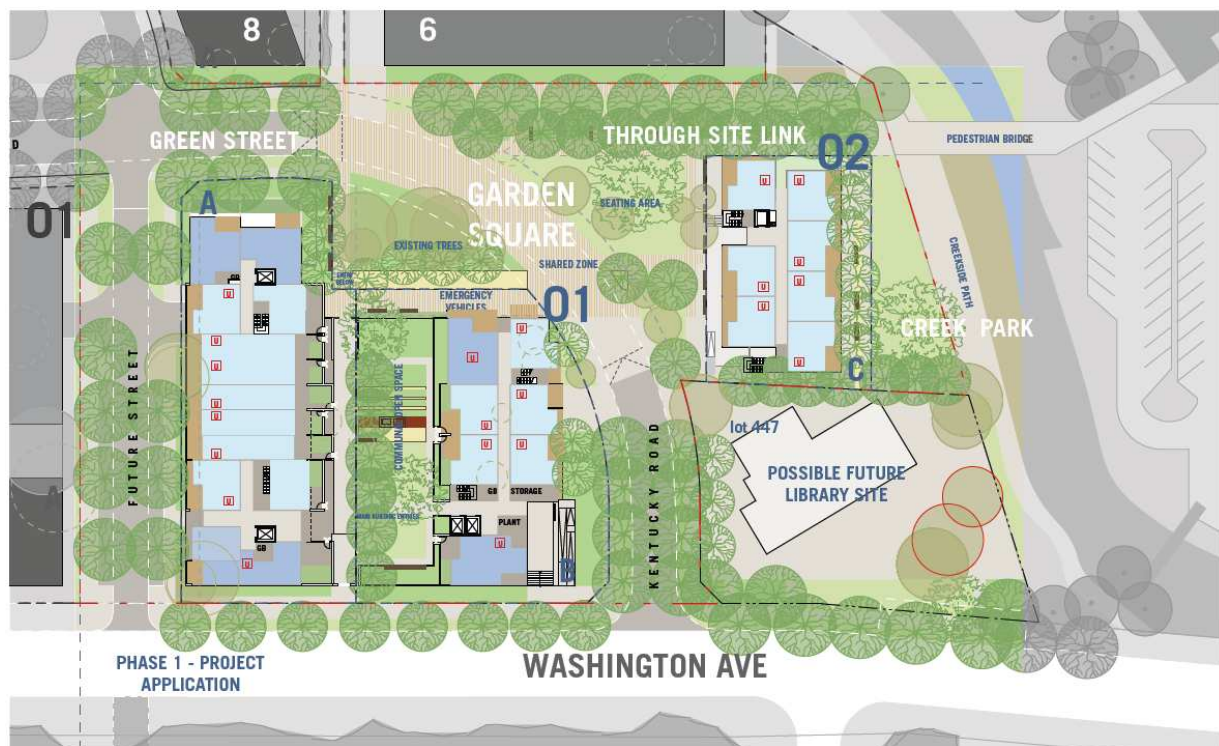 8
6
D
GREEN STREET
THROUGH SITE LINK
02
PEDESTRIAN BRIDGE
01
A
GARDEN
SQUARE
SEATING AREA
EXISTING TREES
SHARED ZONE
EMERGENCY
VEHICLES
01
CREEKSIDE PATH
CREEK PARK
C
FUTURE STREET
COMMUNAL OPEN SPACE
KENTUCKY ROAD
lot 447
POSSIBLE FUTURE
LIBRARY SITE
GB STORAGE
PLANT
GB
B
PHASE 1 - PROJECT
APPLICATION
WASHINGTON AVE